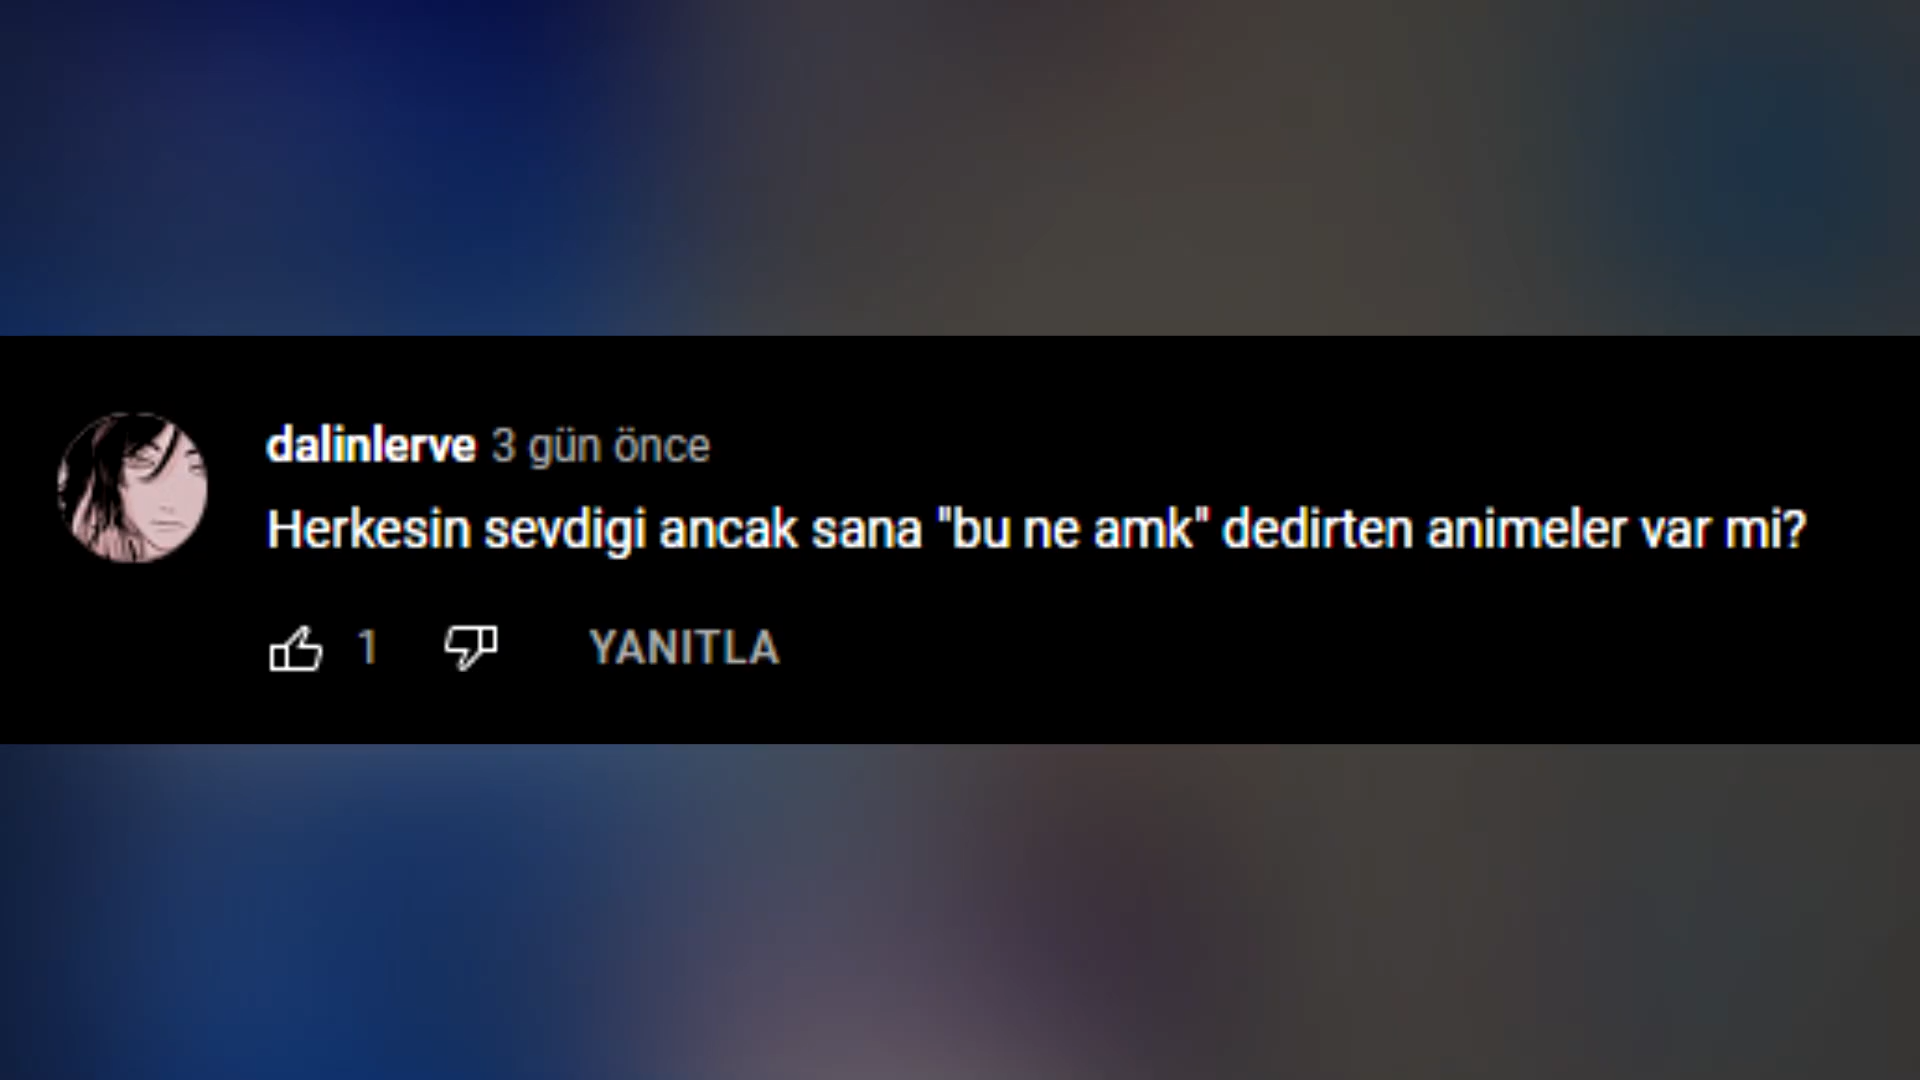 dalinlerve 3 gün önce
Herkesin sevdigi ancak sana "bu ne amk" dedirten animeler var mi?
1 YANITLA